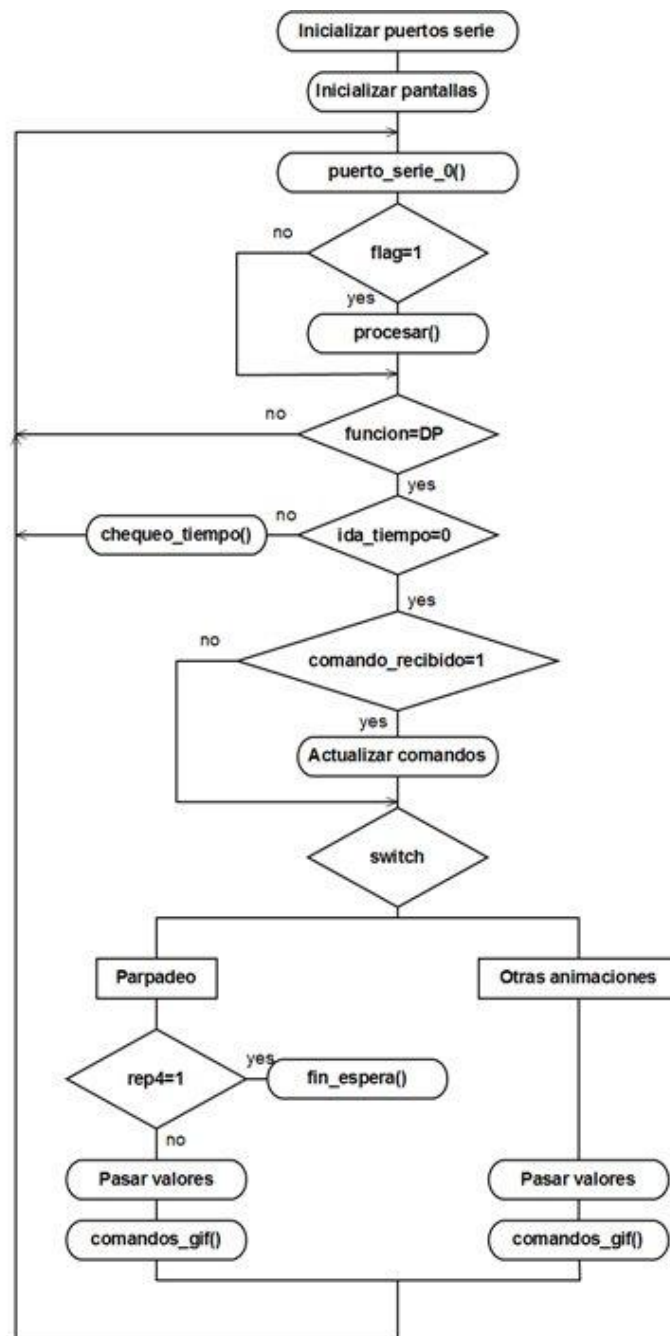 Inicializar puertos serie
Inicializar pantallas
puerto_serie_0()
no
flag=1
yes
procesar()
no
funcion=DP
yes
chequeo_tiempo()
no
ida_tiempo=0
yes
no
comando_recibido=1
yes
Actualizar comandos
switch
Parpadeo
Otras animaciones
rep4=1
yes
fin_espera()
no
Pasar valores
Pasar valores
comandos_gif()
comandos_gif()